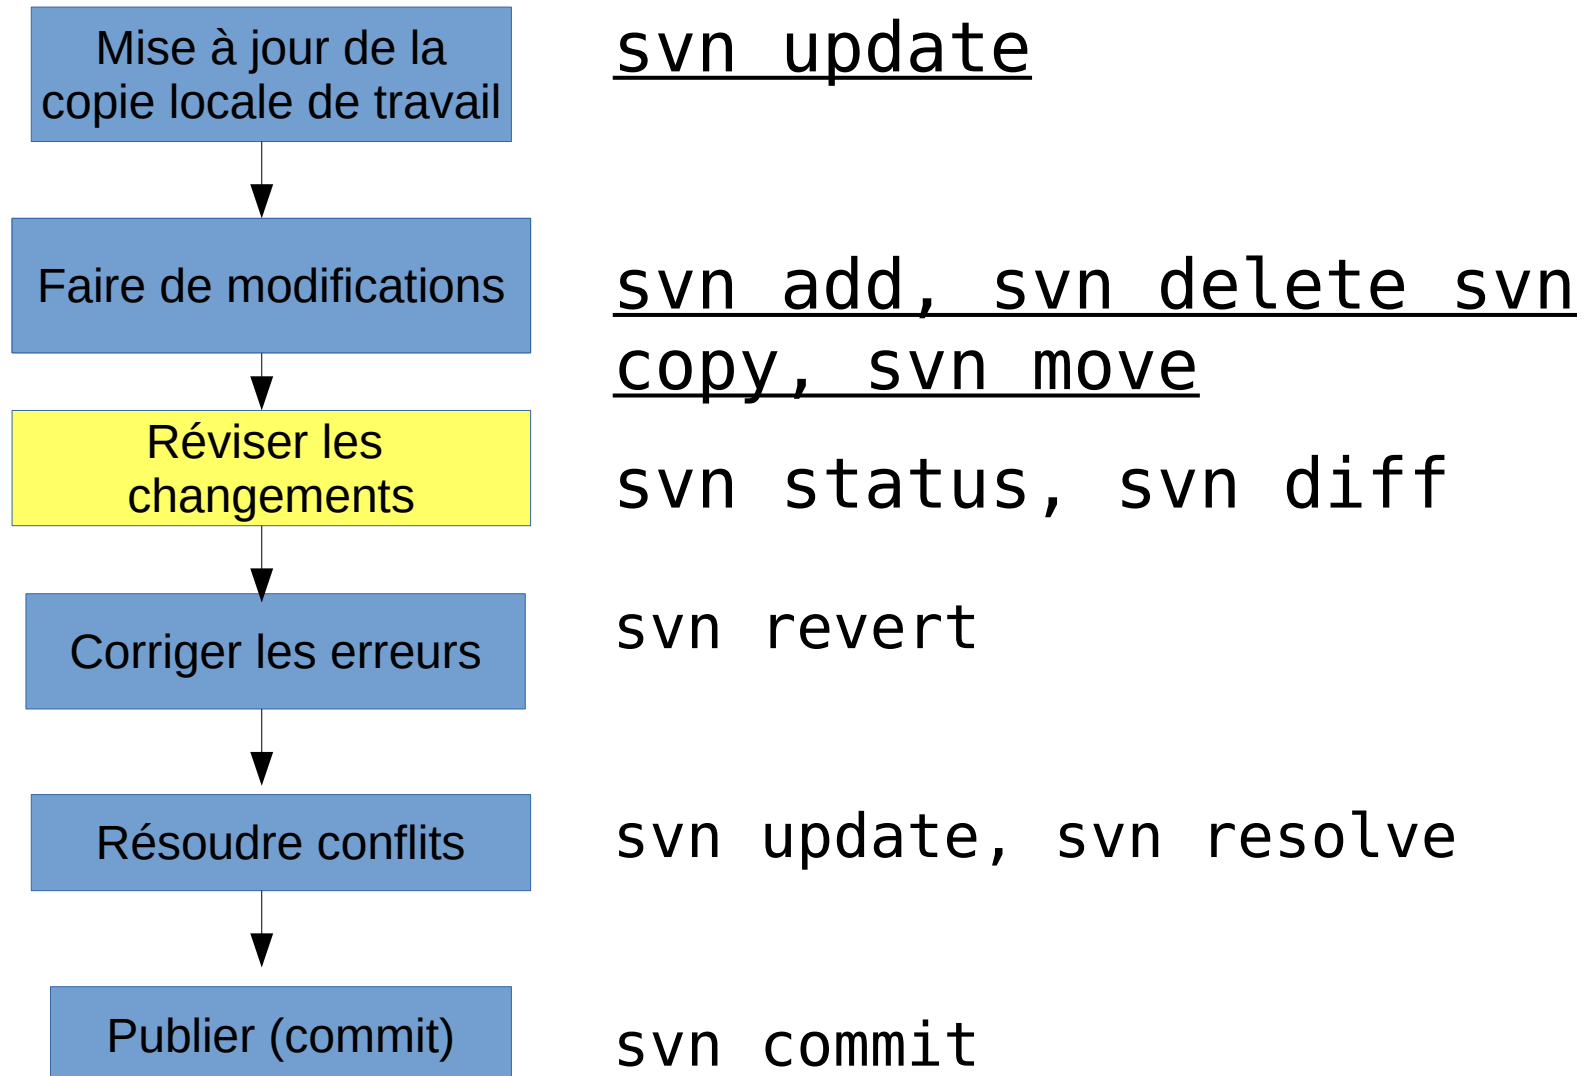 Mise à jour de la
copie locale de travail
svn update
Faire de modifications
svn add, svn delete svn
copy, svn move
Réviser les
changements
svn status, svn diff
Corriger les erreurs
svn revert
Résoudre conflits
svn update, svn resolve
Publier (commit)
svn commit